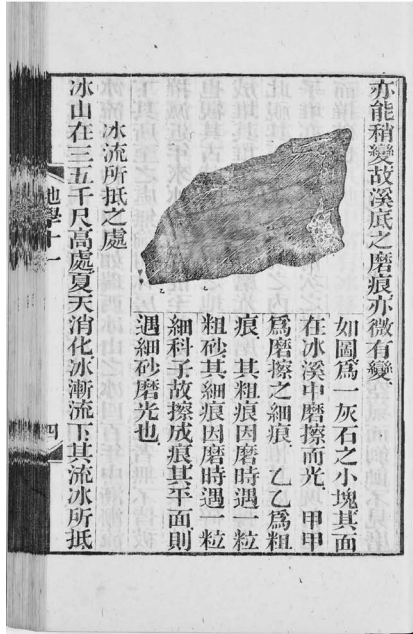 亦能稍變故溪底之磨痕亦微有變
如圖爲一灰石之小塊其面
在冰溪中磨擦而光 甲甲
爲磨擦之細痕 乙乙爲粗
痕 其粗痕因磨時遇一粒
粗砂其細痕因磨時遇一粒
細科子故擦成痕其平面則
遇細砂磨光也
冰流所抵之處
冰山在三五千尺高處夏天消化冰漸流下其流冰所抵
地學十一
四